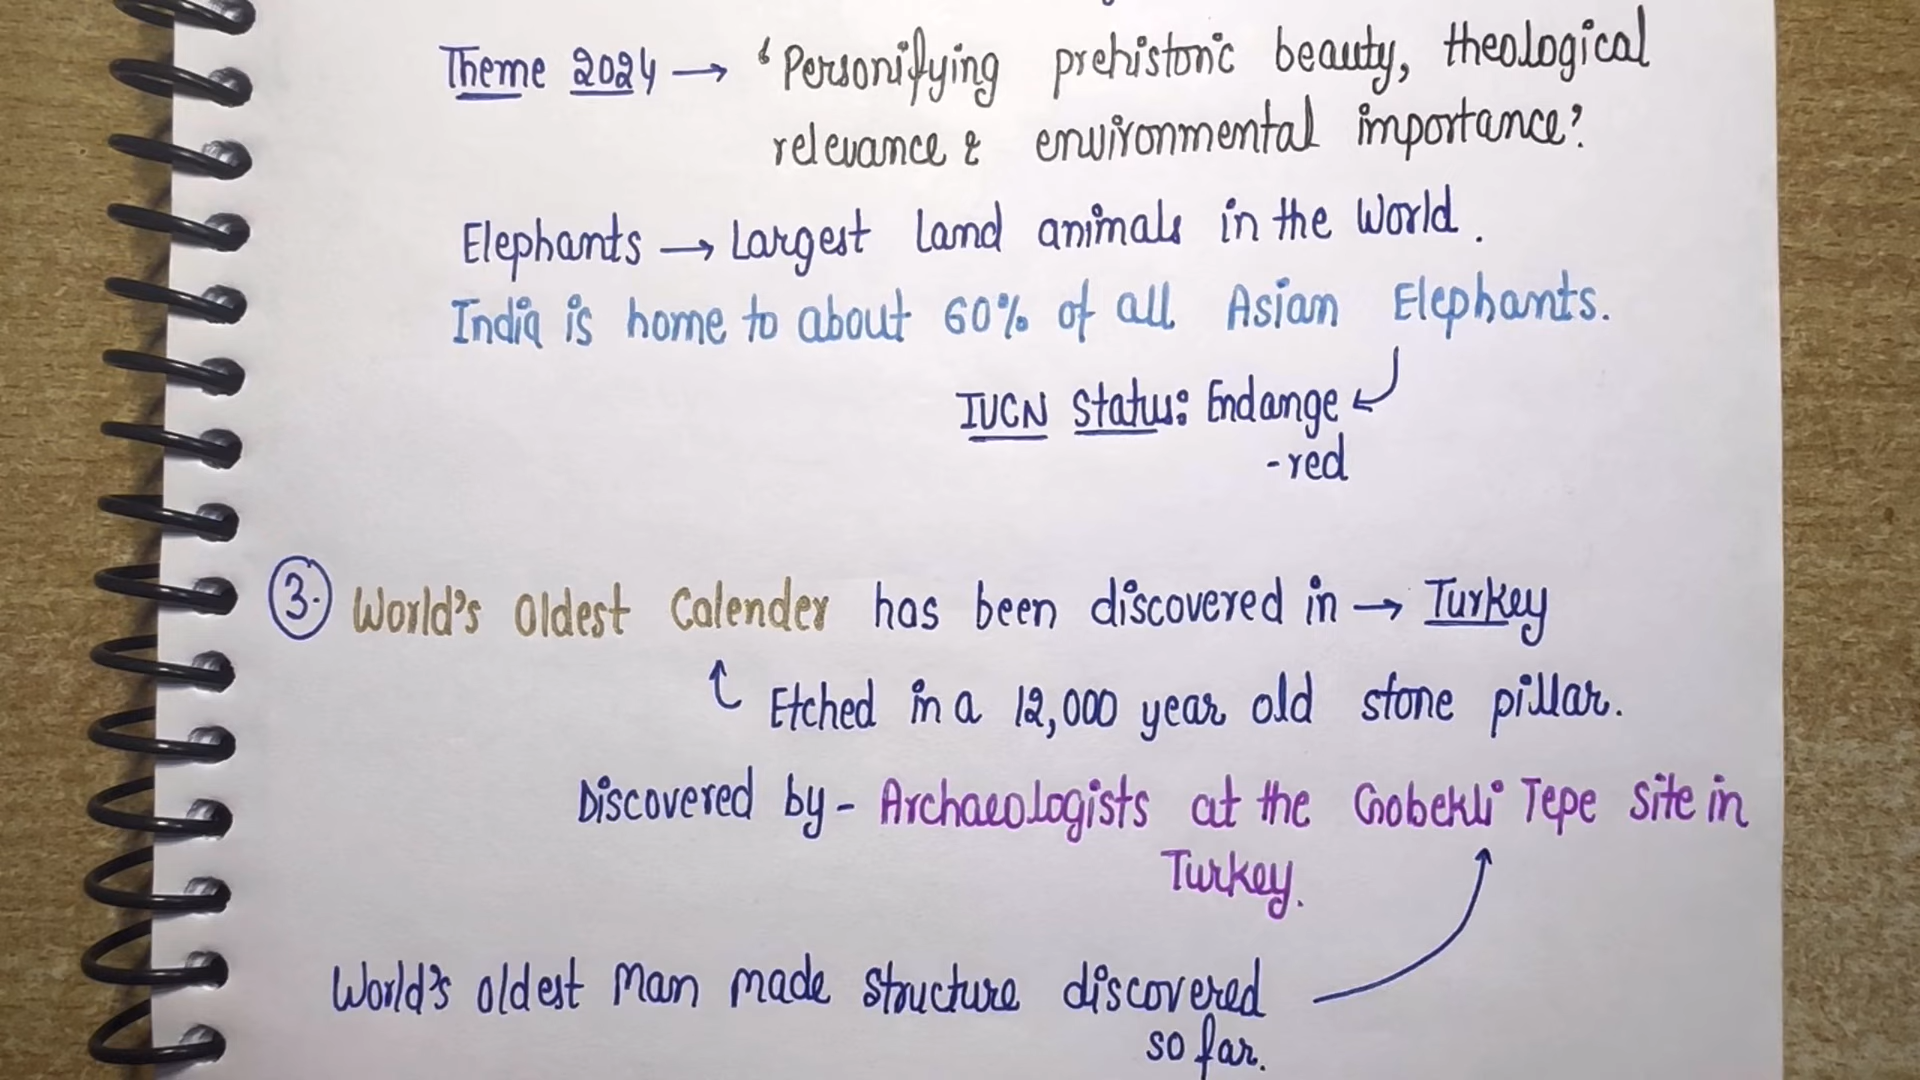 Theme 2024 → ‘Personifying prehistoric beauty, theological
relevance & environmental importance’
Elephants → Largest land animals in the World.
India is home to about 60% of all Asian Elephants.
IUCN Status: Endange
-red
3. World's Oldest Calender has been discovered in → Turkey
Etched in a 12,000 year old stone pillar.
Discovered by - Archaeologists at the Gobekli Tepe Site in
Turkey.
World's oldest Man made structure discovered
so far.